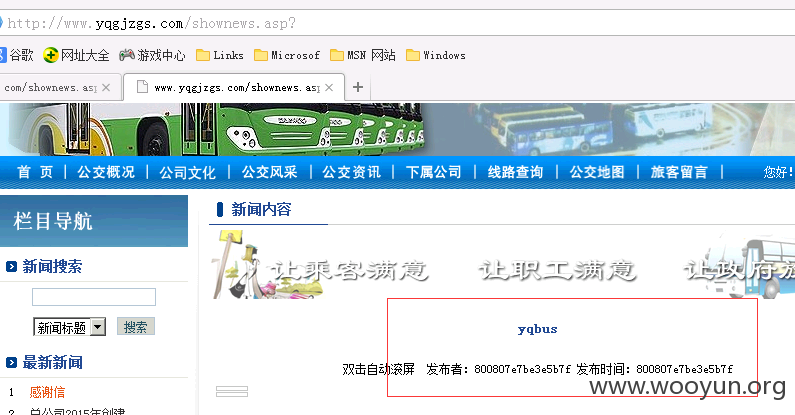 http://www.yqgjzgs.com/shownews.asp?
谷歌 网址大全 游戏中心 Links Microsof MSN 网站 Windows
com/shownews.asp www.yqgjzgs.com/shownews.asp
首 页 | 公交概况 | 公司文化 | 公交风采 | 公交资讯 | 下属公司 | 线路查询 | 公交地图 | 旅客留言 | 您好!
栏目导航
新闻内容
新闻搜索
让乘客满意 让职工满意 让政府
新闻标题 搜索
yqbus
最新新闻
双击自动滚屏 发布者：800807e7be3e5b7f 发布时间：800807e7be3e5b7f
1 感谢信
www.wooyun.org
2 总公司2015年创建